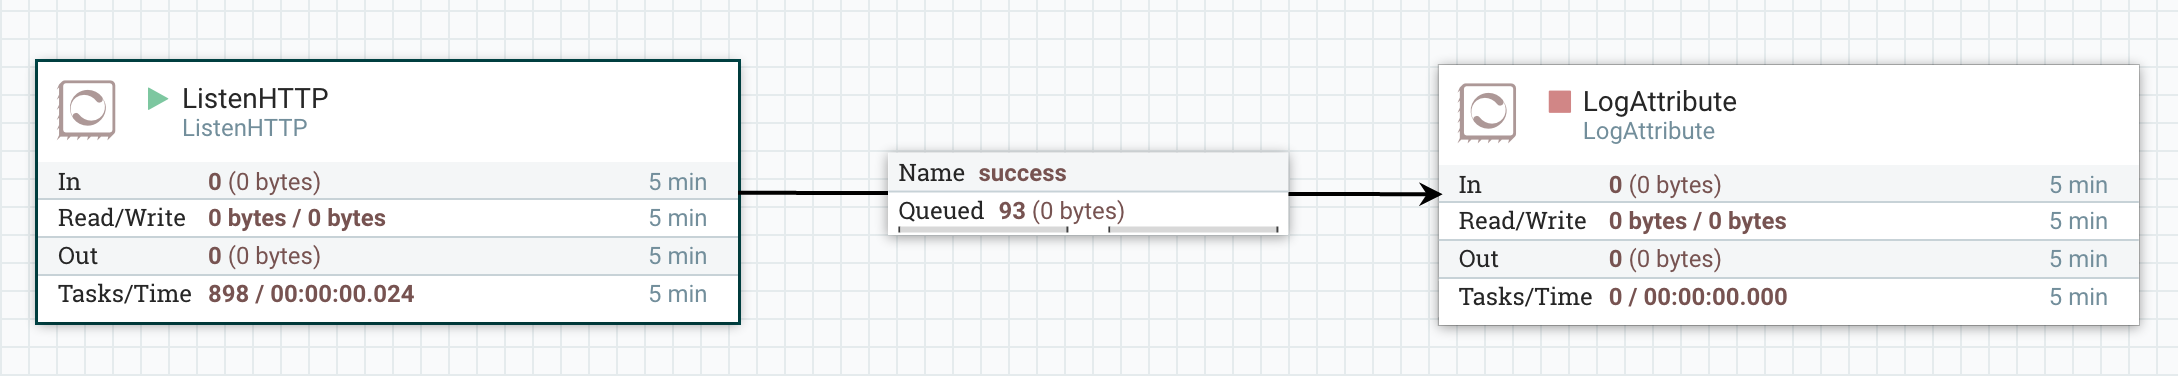 ListenHTTP
ListenHTTP
In 0 (0 bytes) 5 min
Read/Write 0 bytes / 0 bytes 5 min
Out 0 (0 bytes) 5 min
Tasks/Time 898 / 00:00:00.024 5 min
Name success
Queued 93 (0 bytes)
LogAttribute
LogAttribute
In 0 (0 bytes) 5 min
Read/Write 0 bytes / 0 bytes 5 min
Out 0 (0 bytes) 5 min
Tasks/Time 0 / 00:00:00.000 5 min